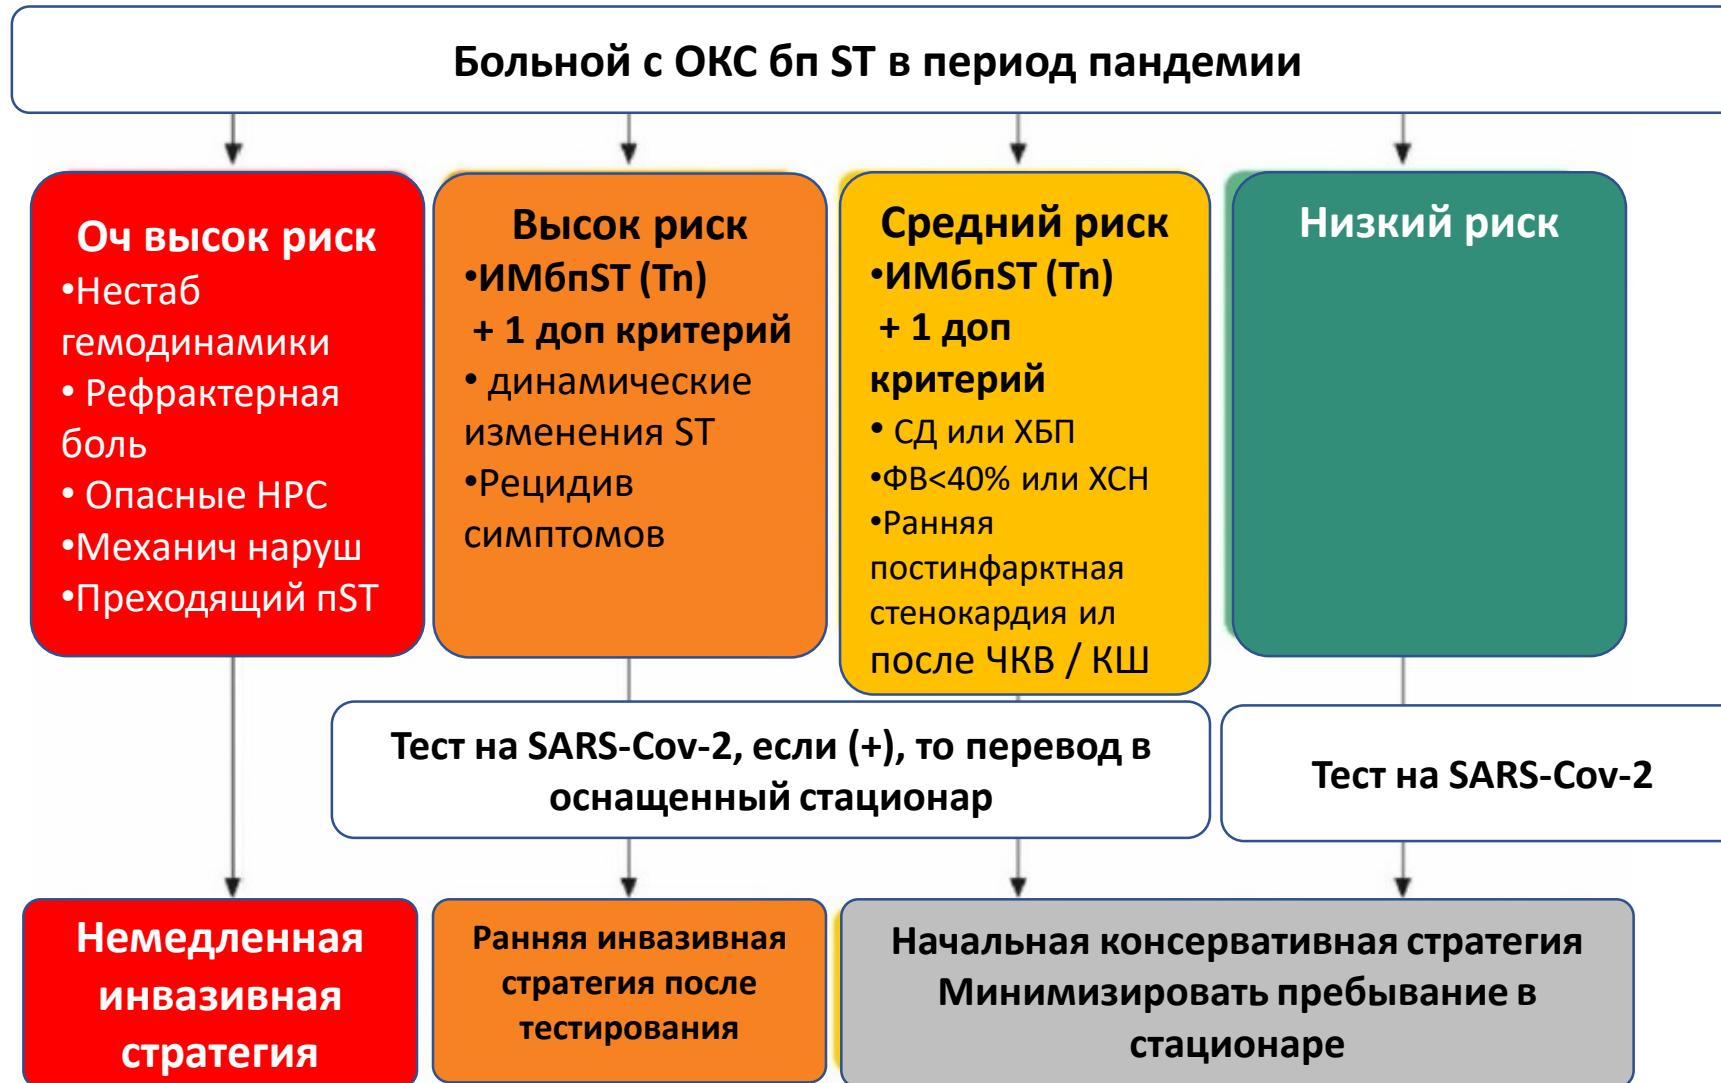 Больной с ОКС бп ST в период пандемии
Оч высок риск
•Нестаб
гемодинамики
• Рефрактерная
боль
• Опасные НРС
•Механич наруш
•Преходящий пST
Высок риск
•ИМбпST (Tn)
+ 1 доп критерий
• динамические
изменения ST
•Рецидив
симптомов
Средний риск
•ИМбпST (Tn)
+ 1 доп
критерий
• СД или ХБП
•ФВ<40% или ХСН
•Ранняя
постинфарктная
стенокардия ил
после ЧКВ / КШ
Низкий риск
Тест на SARS-Cov-2, если (+), то перевод в
оснащенный стационар
Тест на SARS-Cov-2
Немедленная
инвазивная
стратегия
Ранняя инвазивная
стратегия после
тестирования
Начальная консервативная стратегия
Минимизировать пребывание в
стационаре